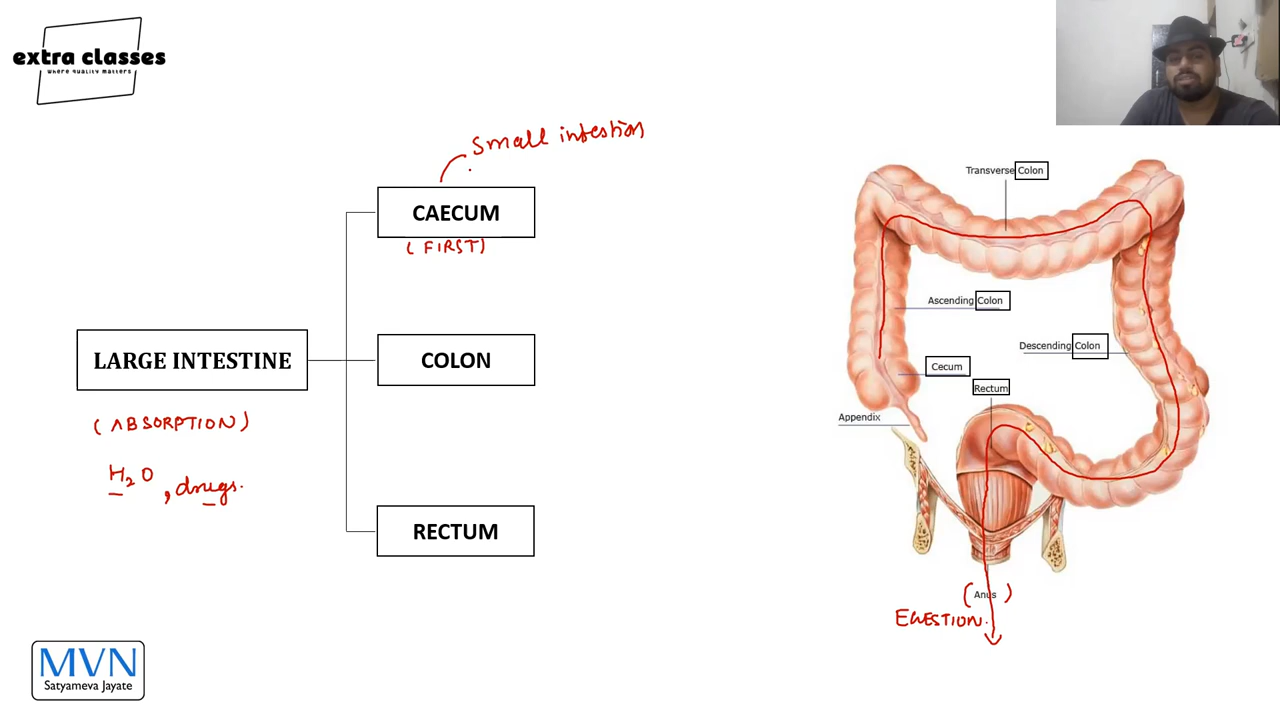 extra classes
where quality matters
Small intestion
CAECUM
(FIRST)
LARGE INTESTINE
(ABSORPTION)
H2O, drugs.
COLON
RECTUM
Transverse Colon
Ascending Colon
Descending Colon
Cecum
Rectum
Appendix
(Anus)
EGESTION.
MVN
Satyameva Jayate